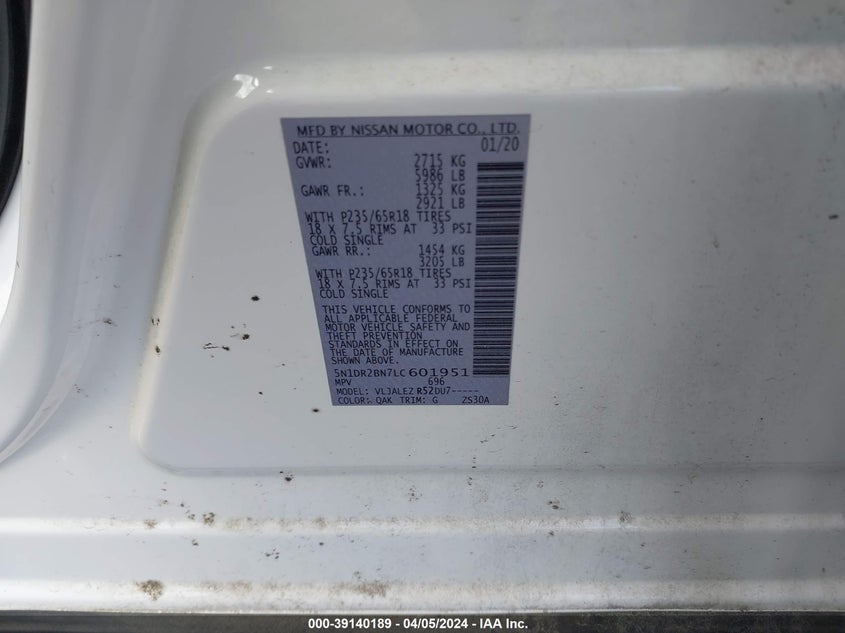 MFD BY NISSAN MOTOR CO., LTD.
DATE: 01/20
GVWR: 2715 KG
5986 LB
GAWR FR.: 1325 KG
2921 LB
WITH P235/65R18 TIRES
18 X 7.5 RIMS AT 33 PSI
COLD SINGLE
GAWR RR.: 1454 KG
3205 LB
WITH P235/65R18 TIRES
18 X 7.5 RIMS AT 33 PSI
COLD SINGLE
THIS VEHICLE CONFORMS TO
ALL APPLICABLE FEDERAL
MOTOR VEHICLE SAFETY AND
THEFT PREVENTION
STANDARDS IN EFFECT ON
THE DATE OF MANUFACTURE
5N1DR2BN7LC601951
MPV 696
MODEL: VLJALEZ R52DU7-----
COLOR: QAK TRIM: G ZS30A
000-39140189 - 04/05/2024 - IAA Inc.